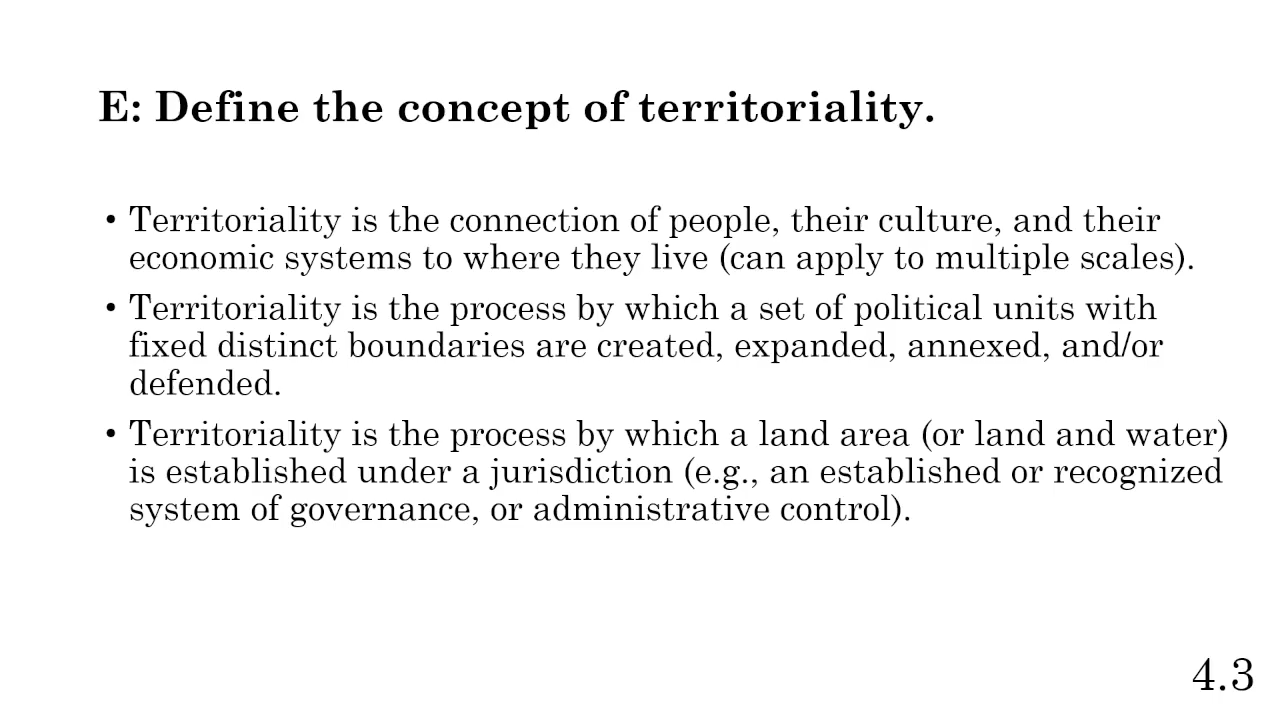 E: Define the concept of territoriality.
• Territoriality is the connection of people, their culture, and their
economic systems to where they live (can apply to multiple scales).
• Territoriality is the process by which a set of political units with
fixed distinct boundaries are created, expanded, annexed, and/or
defended.
• Territoriality is the process by which a land area (or land and water)
is established under a jurisdiction (e.g., an established or recognized
system of governance, or administrative control).
4.3